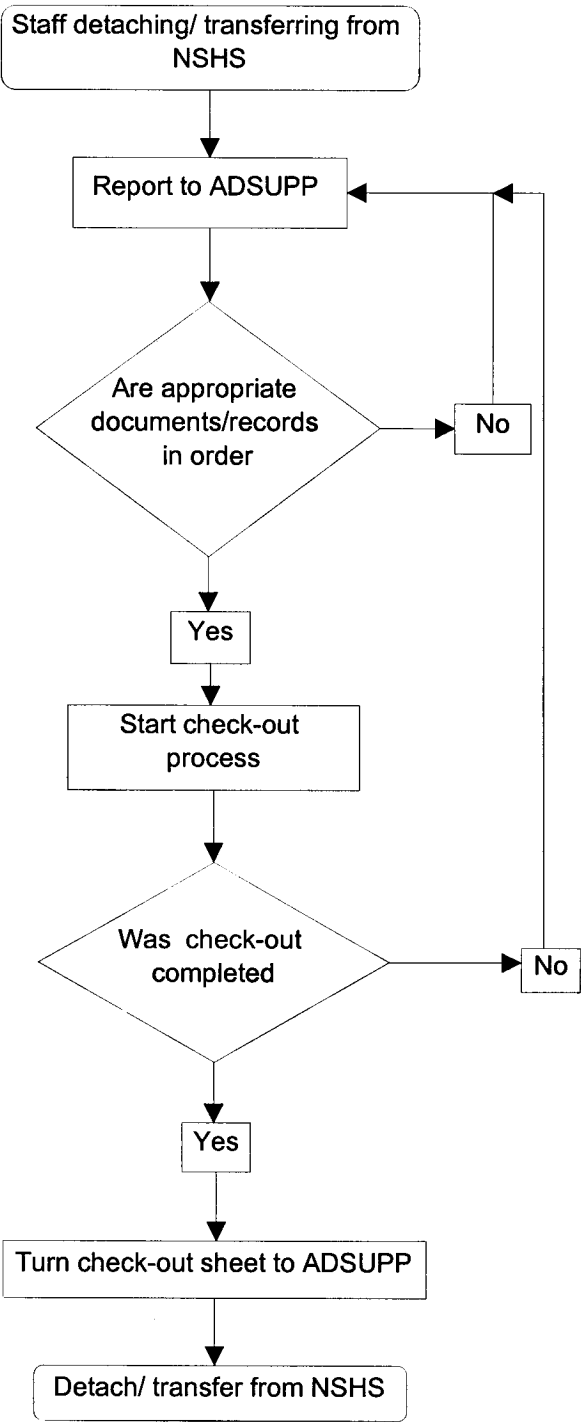 Staff detaching/ transferring from
NSHS
Report to ADSUPP
Are appropriate
documents/records
in order
No
Yes
Start check-out
process
Was check-out
completed
No
Yes
Turn check-out sheet to ADSUPP
Detach/ transfer from NSHS